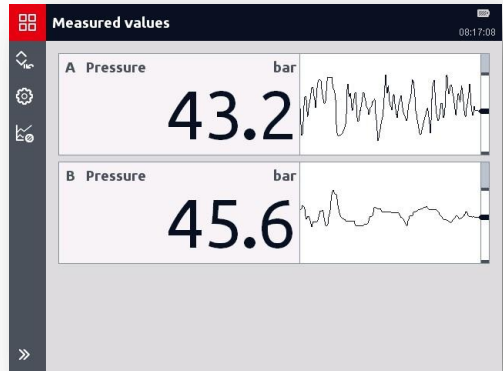 Measured values
08:17:08
A Pressure bar
43.2
B Pressure bar
45.6